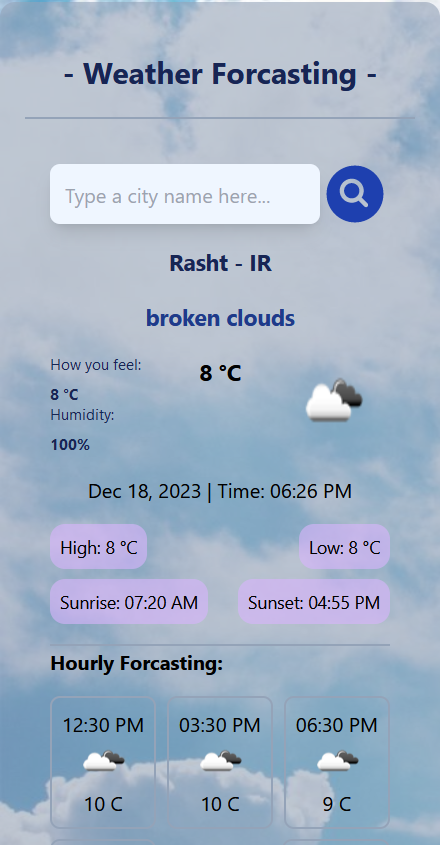 - Weather Forcasting -
Type a city name here...
Rasht - IR
broken clouds
How you feel:
8 °C
8 °C
Humidity:
100%
Dec 18, 2023 | Time: 06:26 PM
High: 8 °C
Low: 8 °C
Sunrise: 07:20 AM
Sunset: 04:55 PM
Hourly Forcasting:
12:30 PM
03:30 PM
06:30 PM
10 C
10 C
9 C